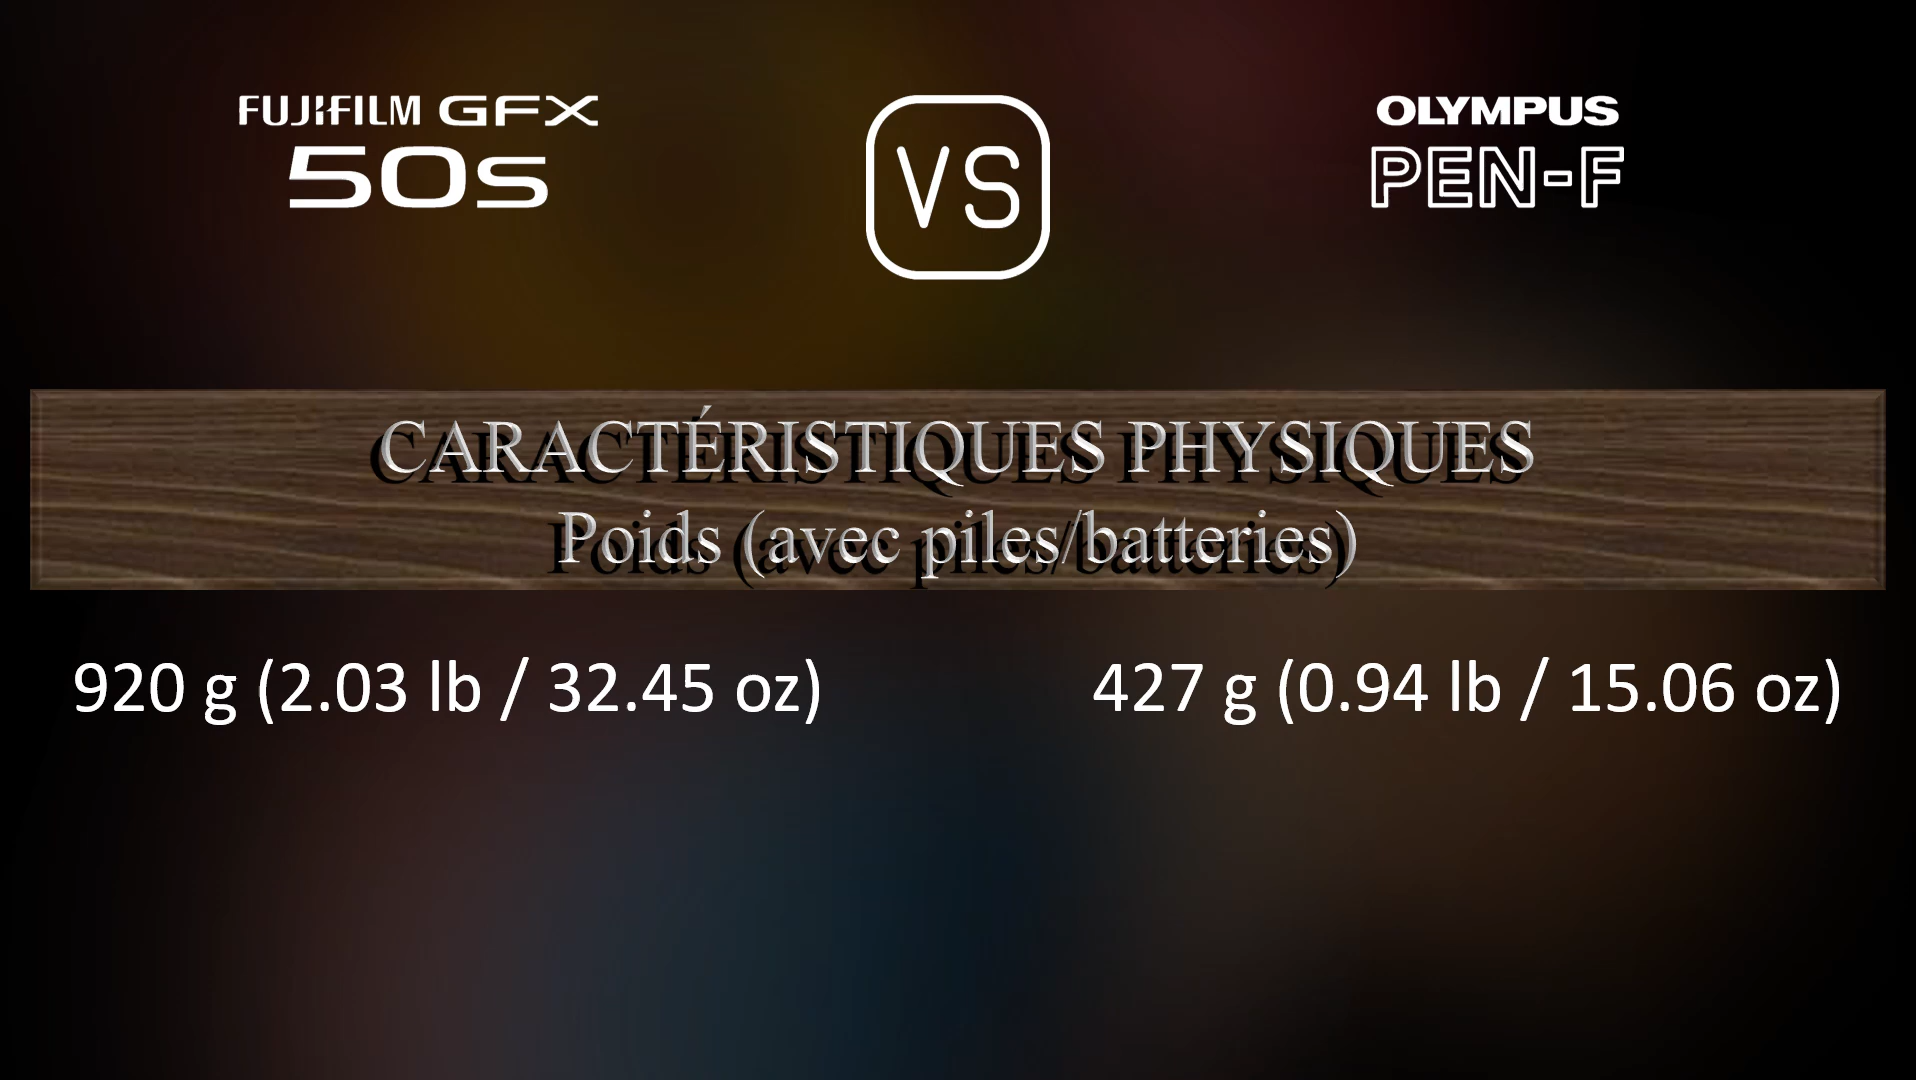 FUJIFILM GFX
50S
VS
OLYMPUS
PEN-F
CARACTÉRISTIQUES PHYSIQUES
Poids (avec piles/batteries)
920 g (2.03 lb / 32.45 oz)
427 g (0.94 lb / 15.06 oz)